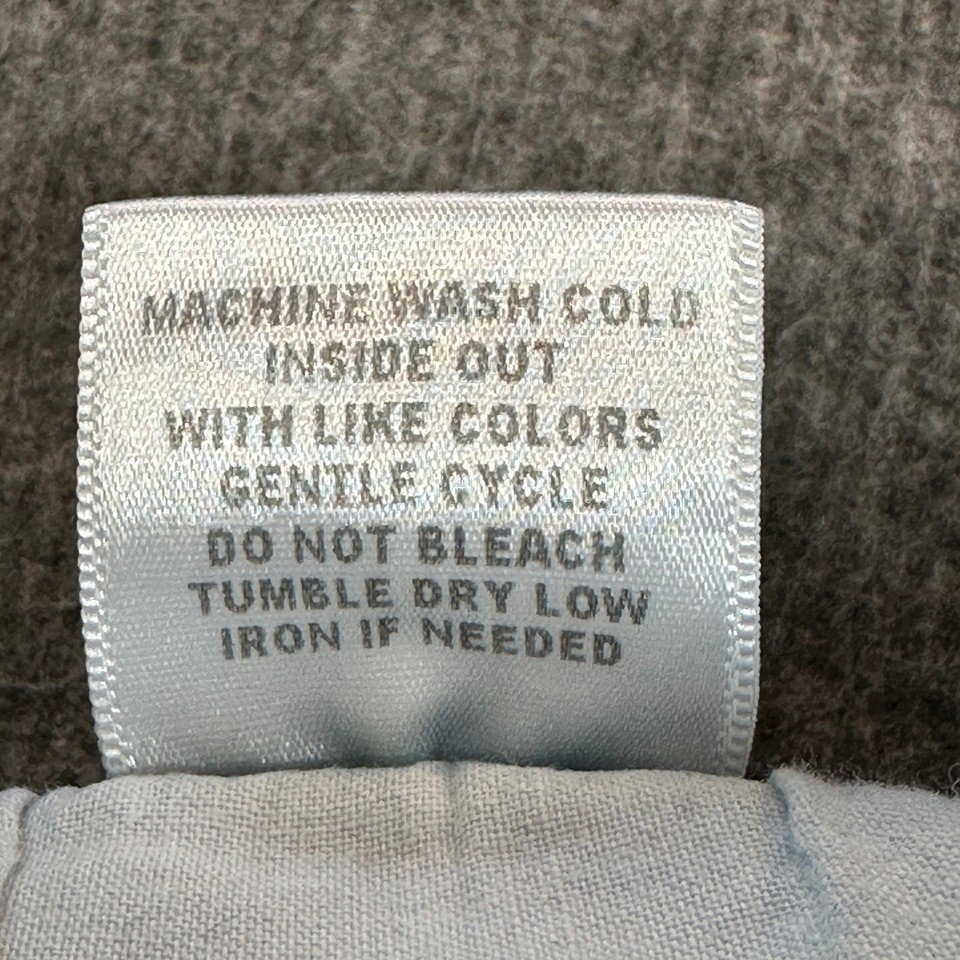 MACHINE WASH COLD
INSIDE OUT
WITH LIKE COLORS
GENTLE CYCLE
DO NOT BLEACH
TUMBLE DRY LOW
IRON IF NEEDED